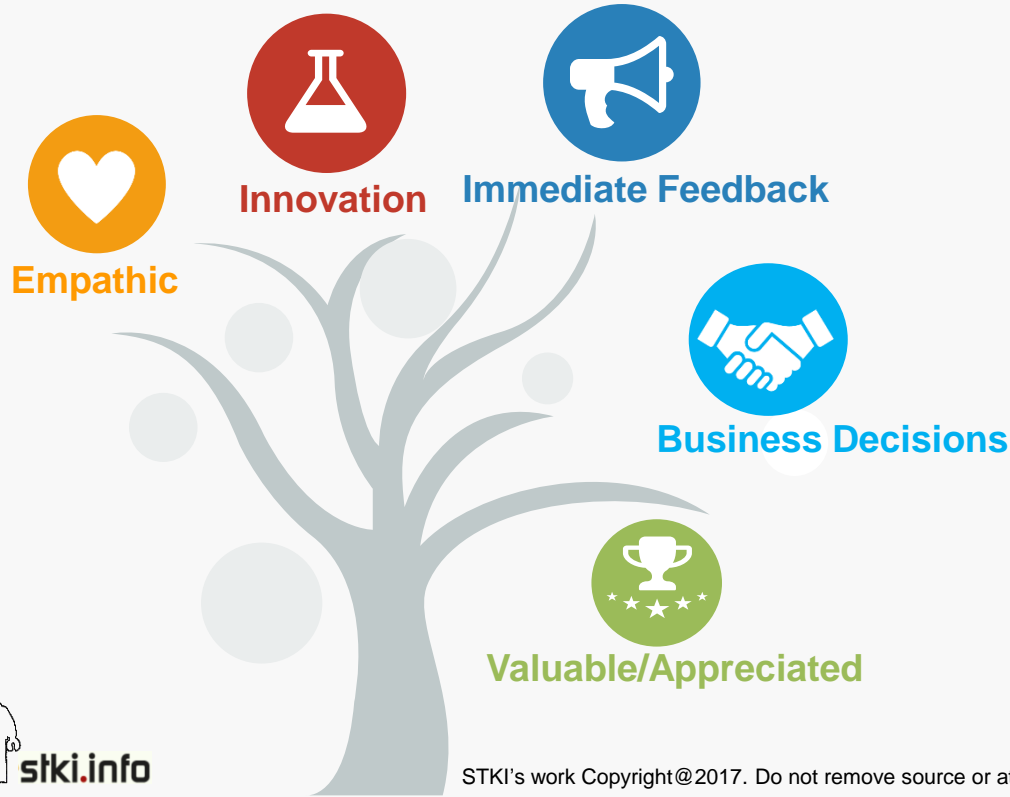 Innovation
Immediate Feedback
Empathic
Business Decisions
Valuable/Appreciated
stki.info
STKI's work Copyright@2017. Do not remove source or